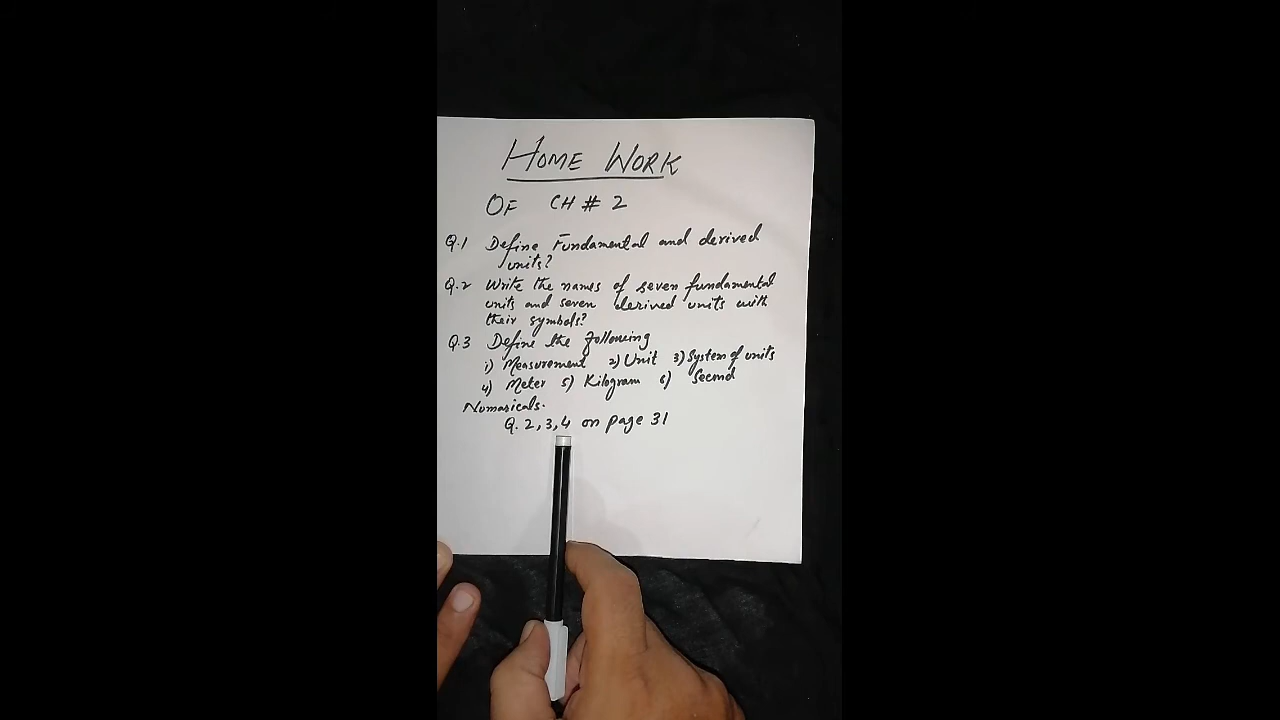 HOME WORK
OF CH # 2
Q.1 Define Fundamental and derived
units?
Q.2 Write the names of seven fundamental
units and seven derived units with
their symbols?
Q.3 Define the following
1) Measurement 2) Unit 3) System of units
4) Meter 5) Kilogram 6) Second
Numaricals.
Q. 2, 3, 4 on page 31